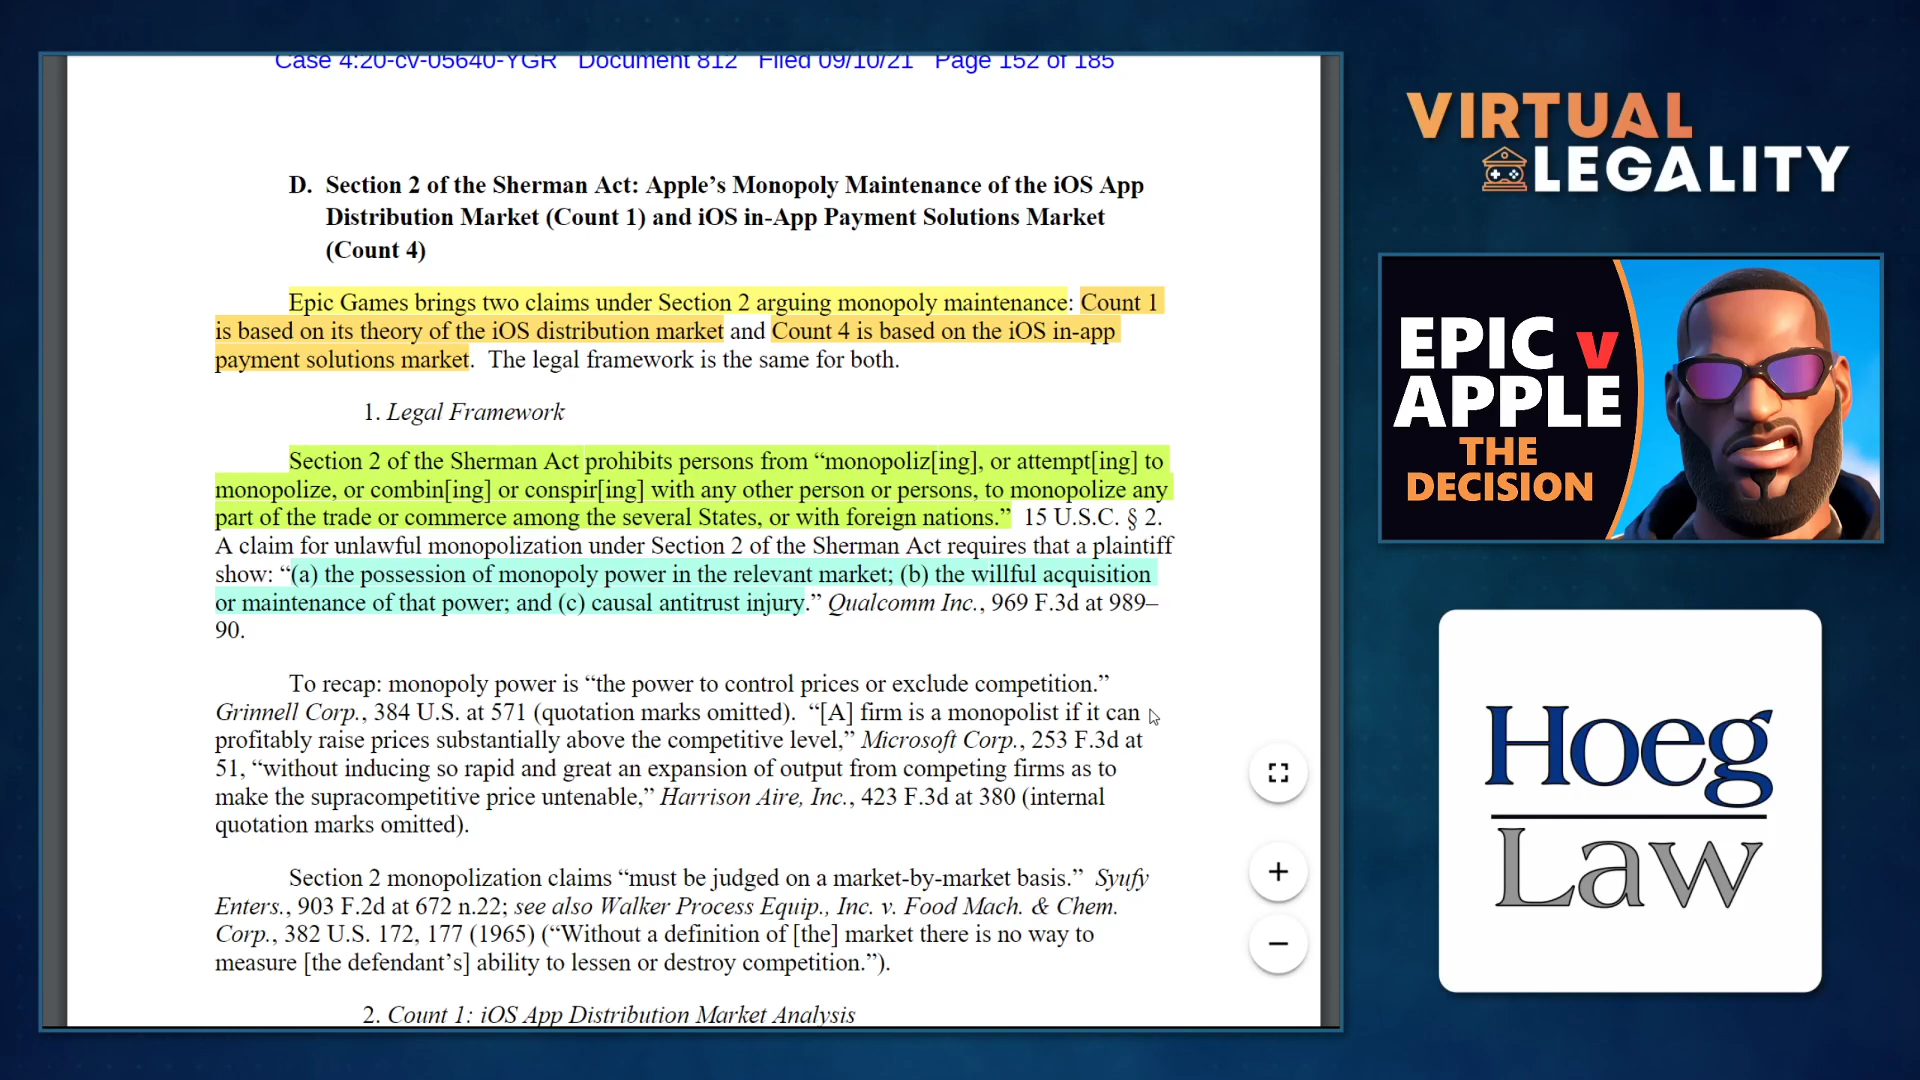 Case 4:20-cv-05640-YGR Document 812 Filed 09/10/21 Page 152 of 185
D. Section 2 of the Sherman Act: Apple’s Monopoly Maintenance of the iOS App
Distribution Market (Count 1) and iOS in-App Payment Solutions Market
(Count 4)
Epic Games brings two claims under Section 2 arguing monopoly maintenance: Count 1
is based on its theory of the iOS distribution market and Count 4 is based on the iOS in-app
payment solutions market. The legal framework is the same for both.
1. Legal Framework
Section 2 of the Sherman Act prohibits persons from “monopoliz[ing], or attempt[ing] to
monopolize, or combin[ing] or conspir[ing] with any other person or persons, to monopolize any
part of the trade or commerce among the several States, or with foreign nations.” 15 U.S.C. § 2.
A claim for unlawful monopolization under Section 2 of the Sherman Act requires that a plaintiff
show: “(a) the possession of monopoly power in the relevant market; (b) the willful acquisition
or maintenance of that power; and (c) causal antitrust injury.” Qualcomm Inc., 969 F.3d at 989–
90.
To recap: monopoly power is “the power to control prices or exclude competition.”
Grinnell Corp., 384 U.S. at 571 (quotation marks omitted). “[A] firm is a monopolist if it can
profitably raise prices substantially above the competitive level,” Microsoft Corp., 253 F.3d at
51, “without inducing so rapid and great an expansion of output from competing firms as to
make the supracompetitive price untenable,” Harrison Aire, Inc., 423 F.3d at 380 (internal
quotation marks omitted).
Section 2 monopolization claims “must be judged on a market-by-market basis.” Syufy
Enters., 903 F.2d at 672 n.22; see also Walker Process Equip., Inc. v. Food Mach. & Chem.
Corp., 382 U.S. 172, 177 (1965) (“Without a definition of [the] market there is no way to
measure [the defendant’s] ability to lessen or destroy competition.”).
2. Count 1: iOS App Distribution Market Analysis
VIRTUAL
LEGALITY
EPIC v
APPLE
THE
DECISION
Hoeg
Law